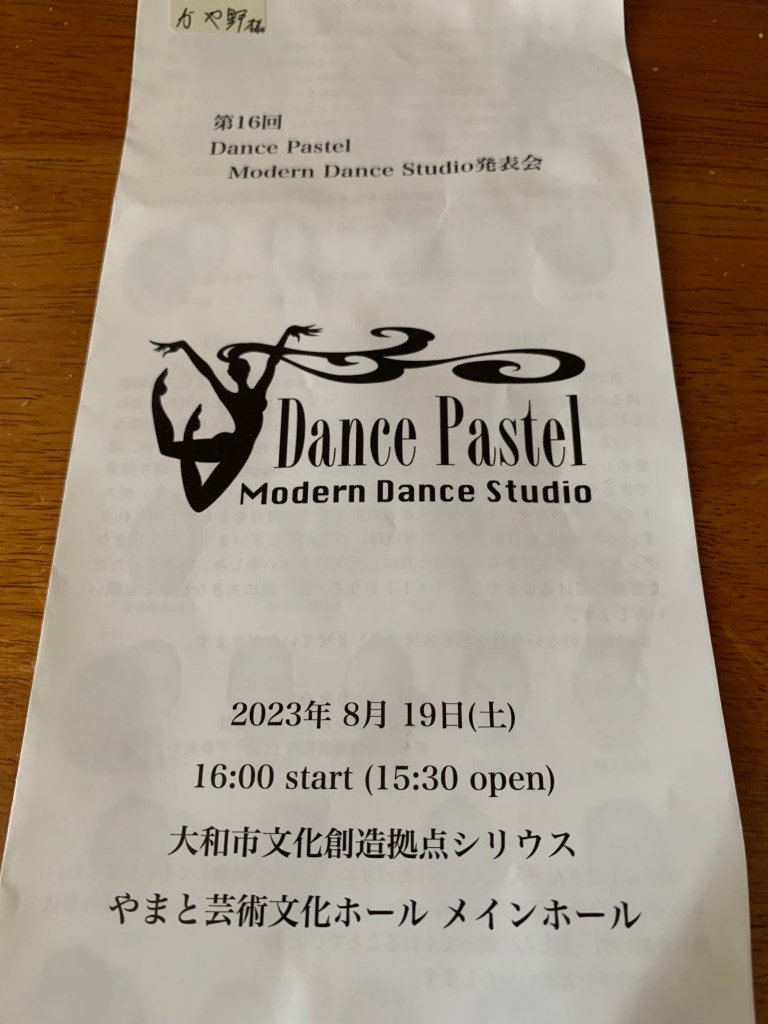 かや野様
第16回
Dance Pastel
Modern Dance Studio発表会
Dance Pastel
Modern Dance Studio
2023年 8月 19日(土)
16:00 start (15:30 open)
大和市文化創造拠点シリウス
やまと芸術文化ホール メインホール